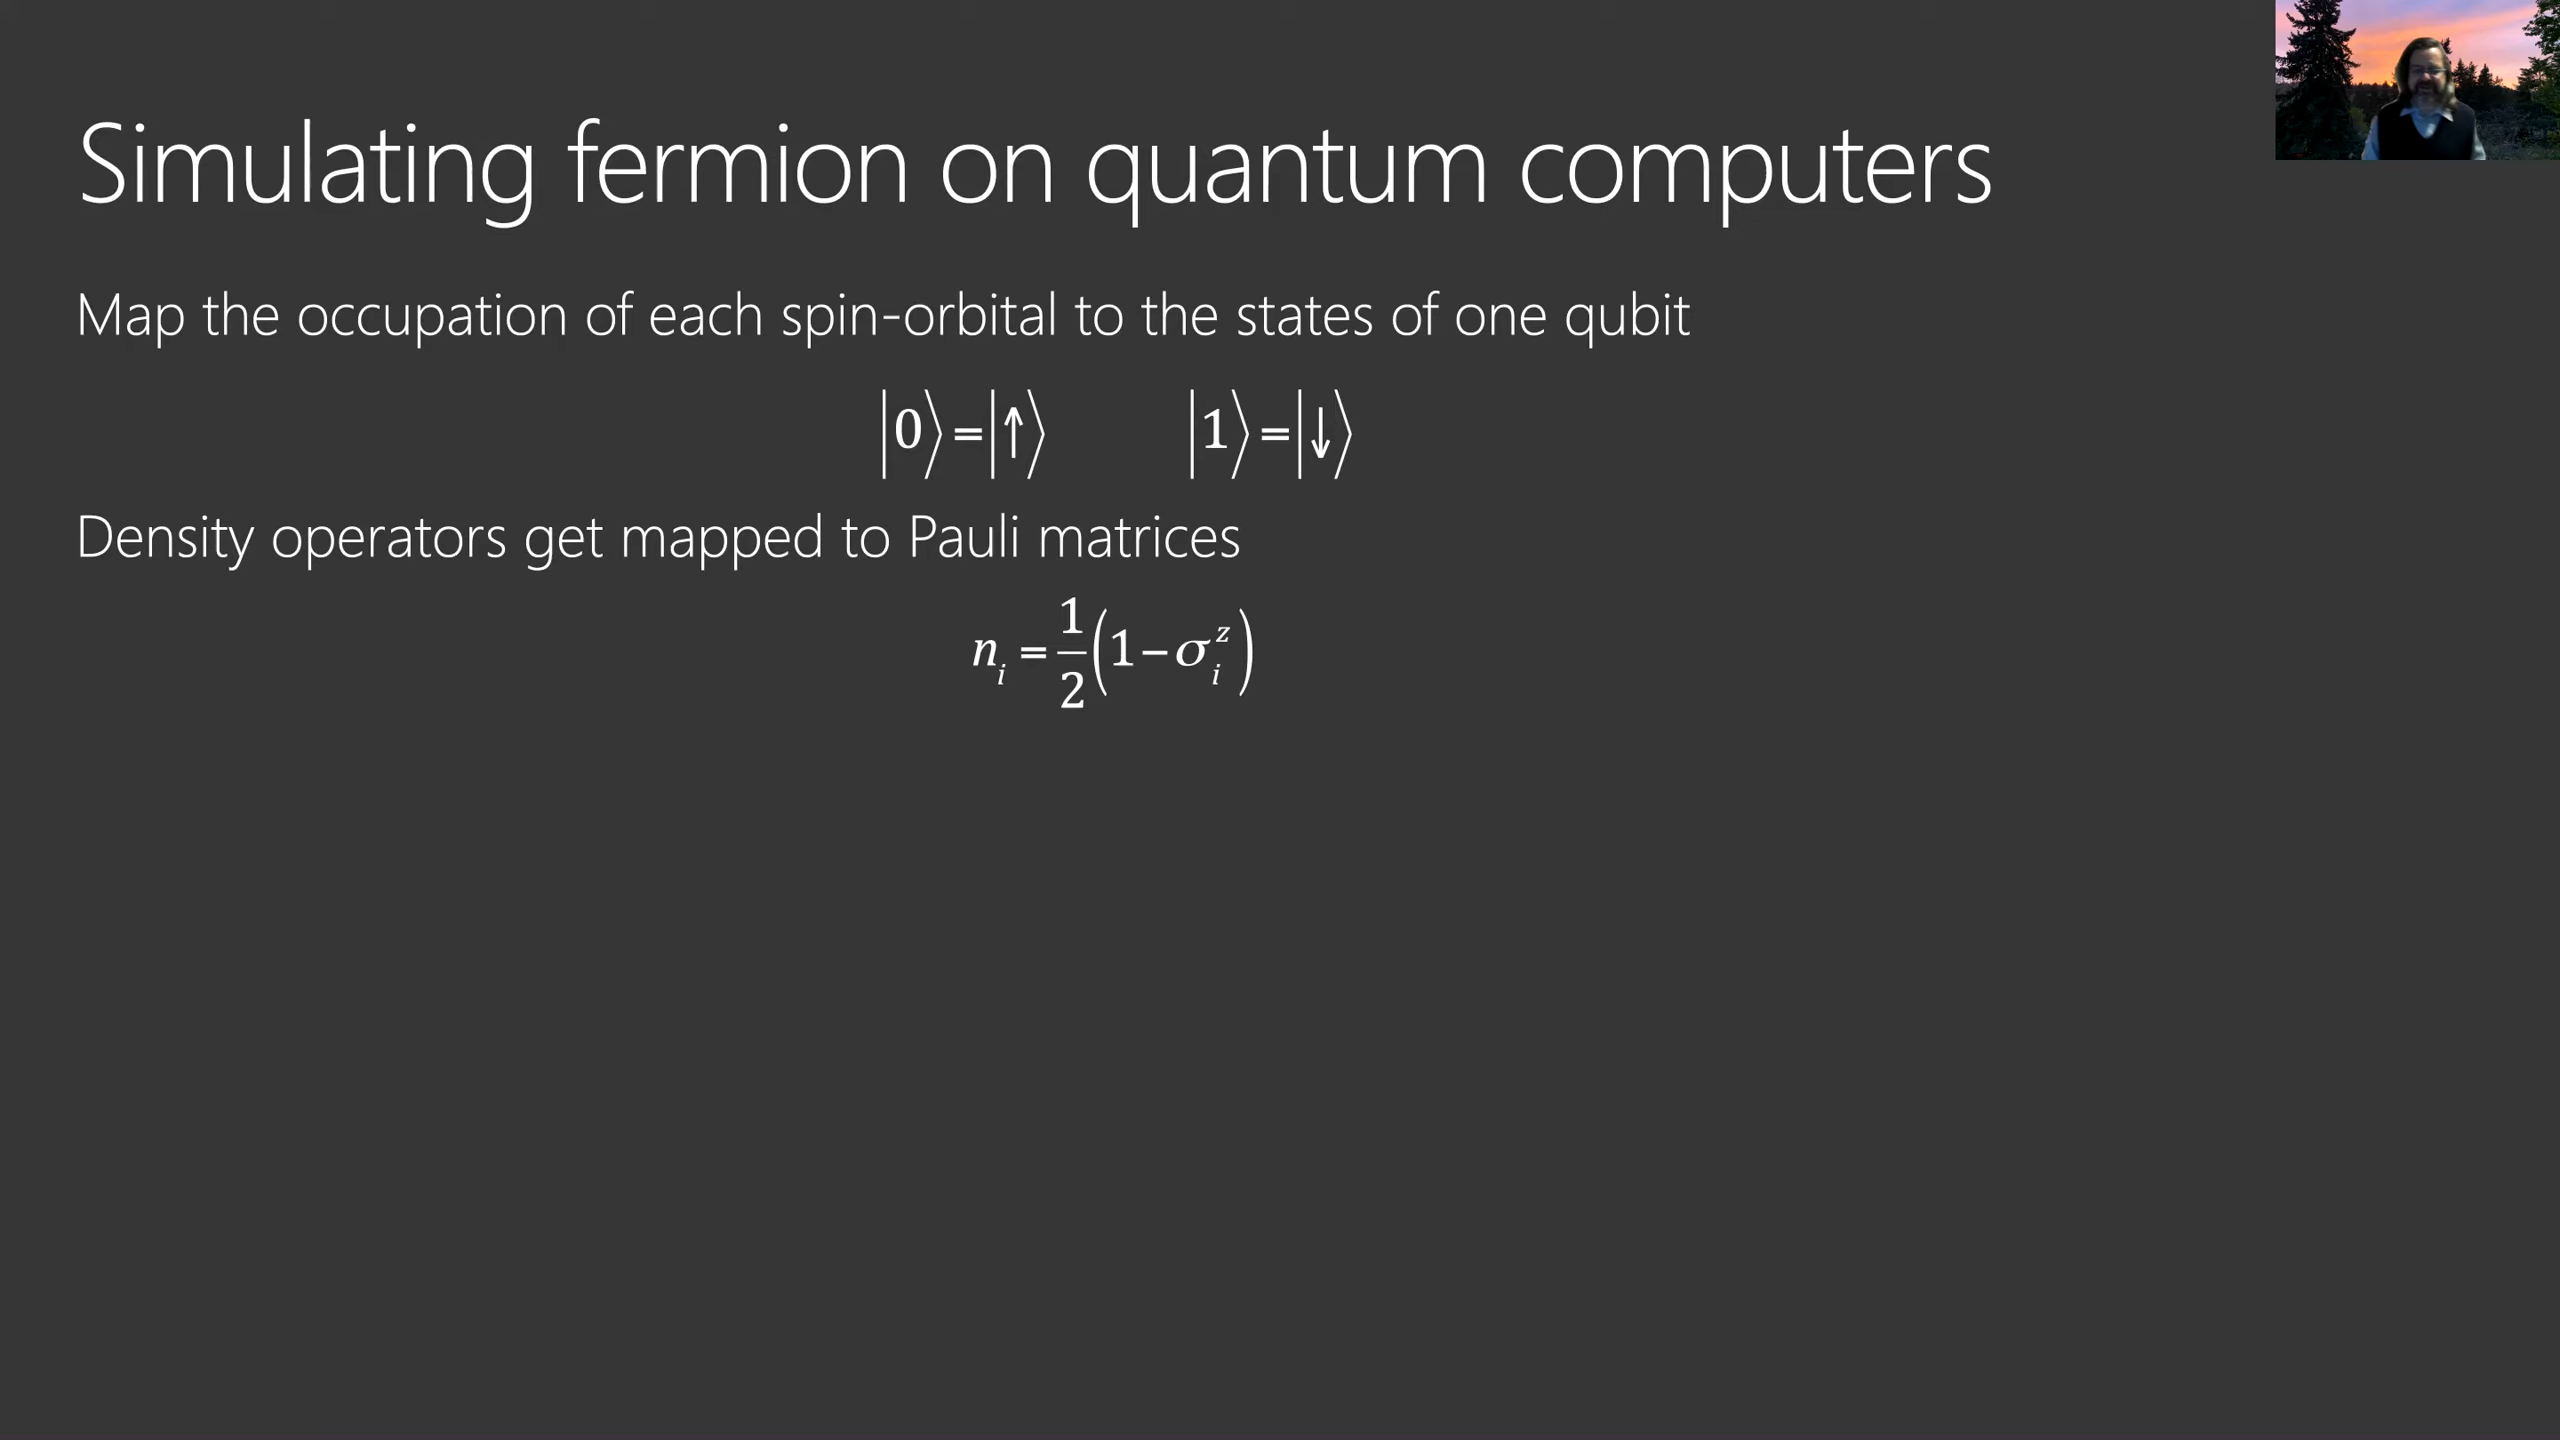 Simulating fermion on quantum computers
Map the occupation of each spin-orbital to the states of one qubit
|0⟩=|↑⟩ |1⟩=|↓⟩
Density operators get mapped to Pauli matrices
nᵢ = 1/2 (1−σᵢᶻ)